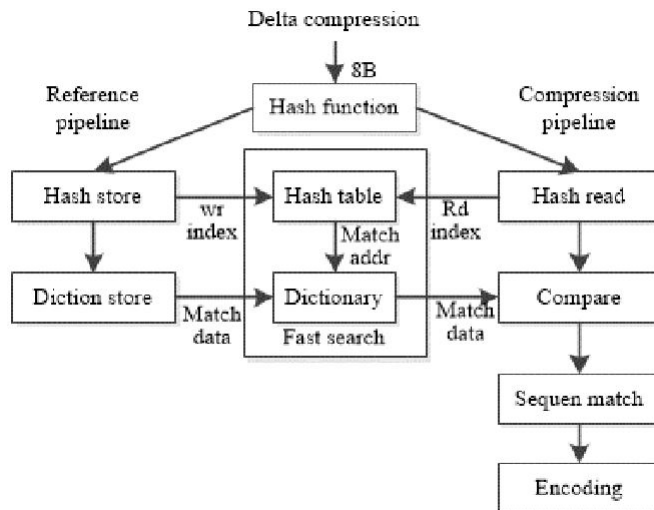 Delta compression
8B
Reference
pipeline
Hash function
Compression
pipeline
Hash store
wr
index
Hash table
Rd
index
Hash read
Match
addr
Diction store
Match
data
Dictionary
Match
data
Compare
Fast search
Sequen match
Encoding